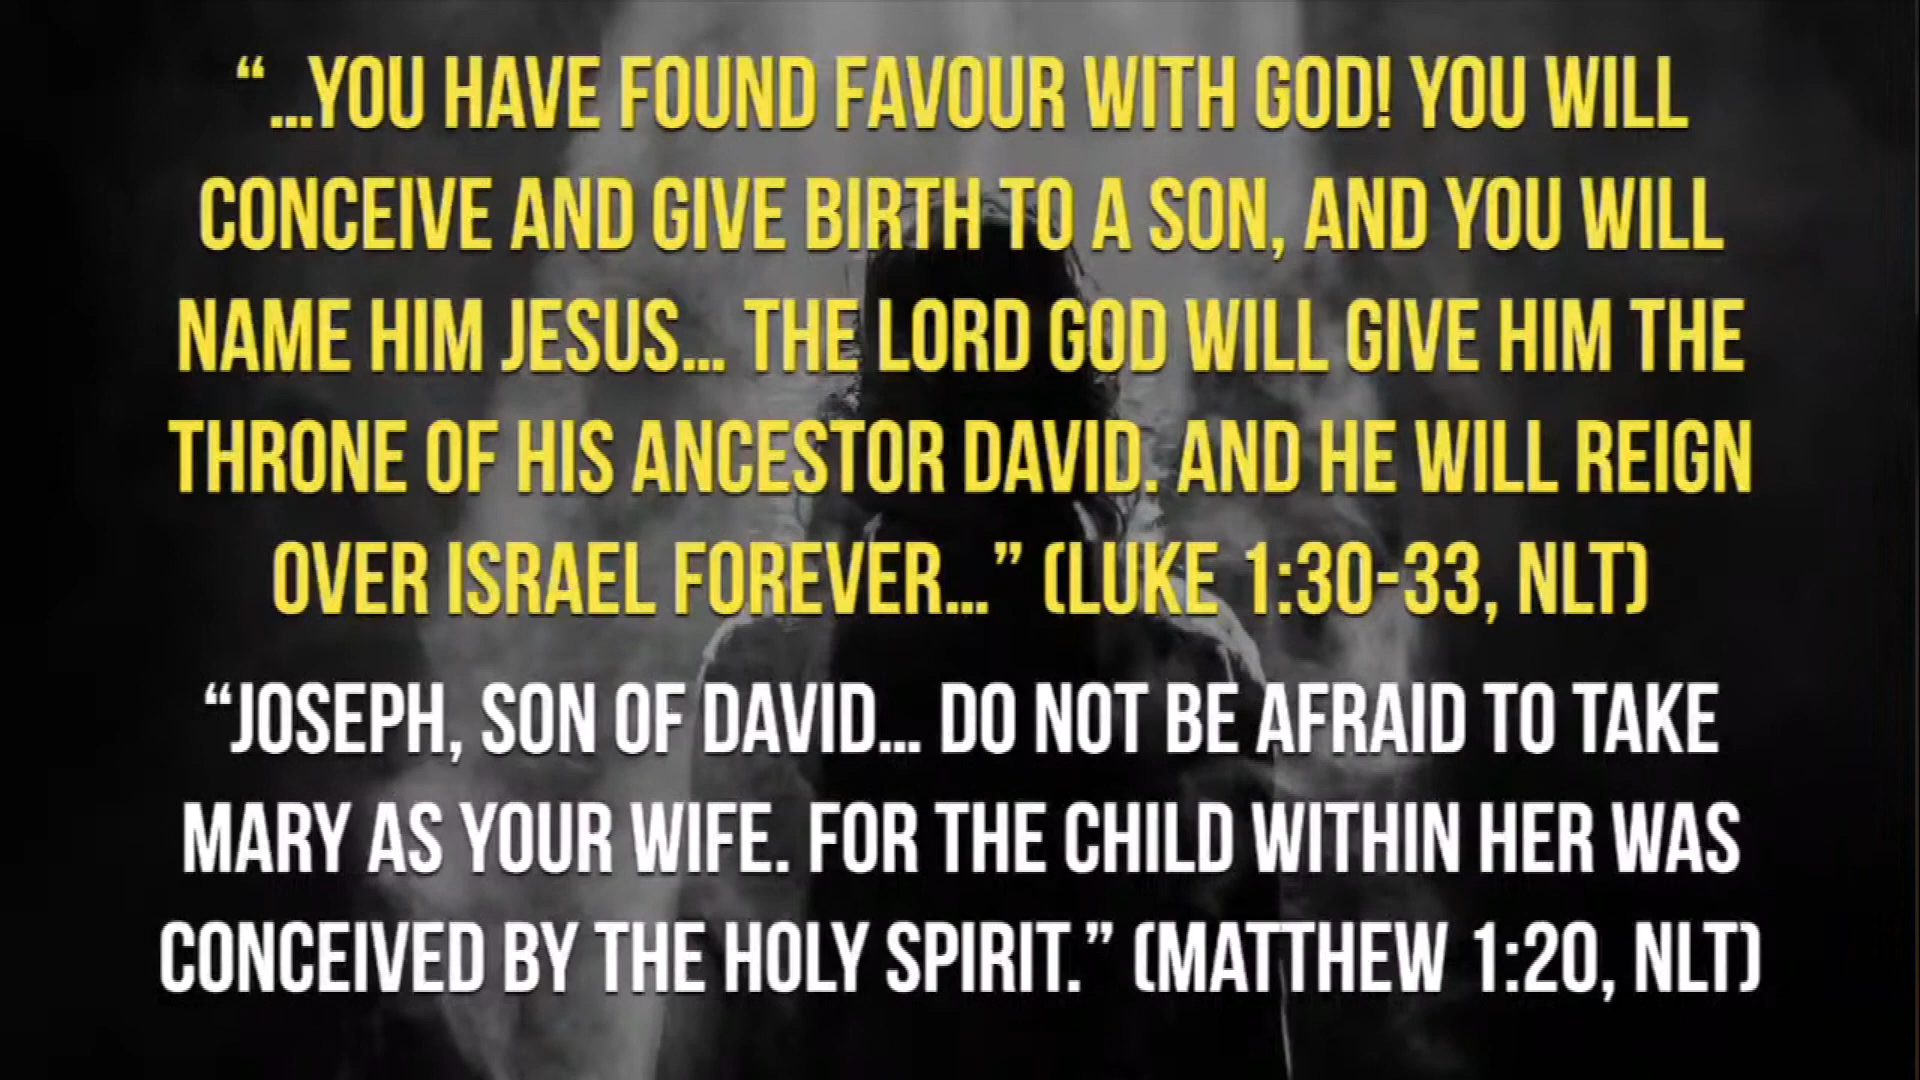 “…YOU HAVE FOUND FAVOUR WITH GOD! YOU WILL
CONCEIVE AND GIVE BIRTH TO A SON, AND YOU WILL
NAME HIM JESUS… THE LORD GOD WILL GIVE HIM THE
THRONE OF HIS ANCESTOR DAVID. AND HE WILL REIGN
OVER ISRAEL FOREVER…” (LUKE 1:30-33, NLT)
“JOSEPH, SON OF DAVID… DO NOT BE AFRAID TO TAKE
MARY AS YOUR WIFE. FOR THE CHILD WITHIN HER WAS
CONCEIVED BY THE HOLY SPIRIT.” (MATTHEW 1:20, NLT)